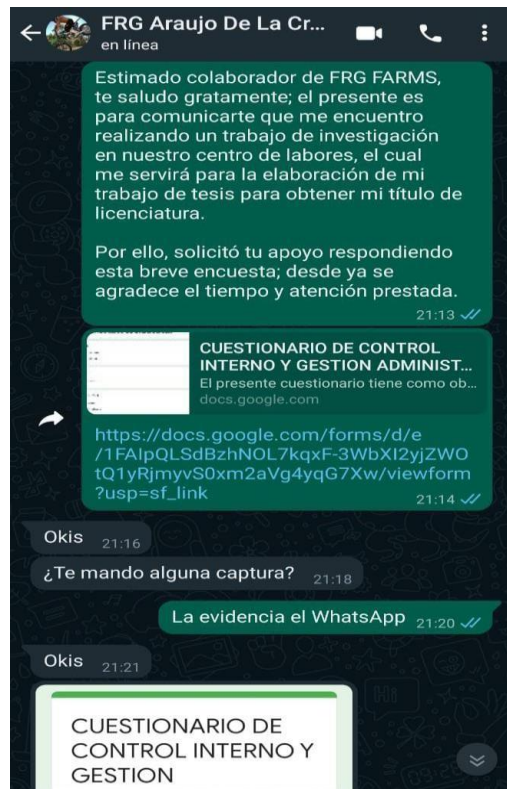 FRG Araujo De La Cr...
en línea
Estimado colaborador de FRG FARMS,
te saludo gratamente; el presente es
para comunicarte que me encuentro
realizando un trabajo de investigación
en nuestro centro de labores, el cual
me servirá para la elaboración de mi
trabajo de tesis para obtener mi título de
licenciatura.
Por ello, solicitó tu apoyo respondiendo
esta breve encuesta; desde ya se
agradece el tiempo y atención prestada.
21:13
CUESTIONARIO DE CONTROL
INTERNO Y GESTION ADMINIST...
El presente cuestionario tiene como ob...
docs.google.com
https://docs.google.com/forms/d/e
/1FAIpQLSdBzhNOL7kqxF-3WbXI2yjZWO
tQ1yRjmyvS0xm2aVg4yqG7Xw/viewform
?usp=sf_link
21:14
Okis 21:16
¿Te mando alguna captura? 21:18
La evidencia el WhatsApp 21:20
Okis 21:21
CUESTIONARIO DE
CONTROL INTERNO Y
GESTION